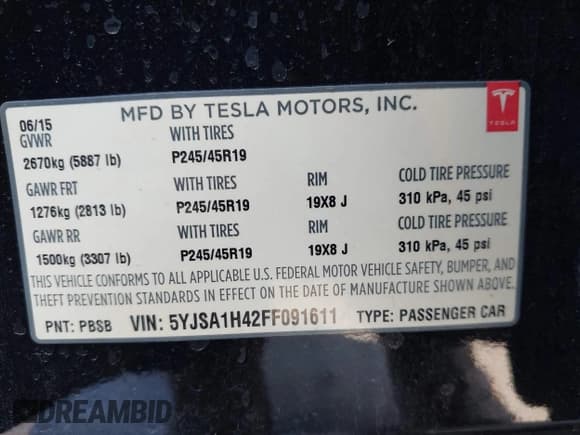 MFD BY TESLA MOTORS, INC.
TESLA
06/15
GVWR WITH TIRES
2670kg (5887 lb) P245/45R19
GAWR FRT WITH TIRES RIM COLD TIRE PRESSURE
1276kg (2813 lb) P245/45R19 19X8 J 310 kPa, 45 psi
GAWR RR WITH TIRES RIM COLD TIRE PRESSURE
1500kg (3307 lb) P245/45R19 19X8 J 310 kPa, 45 psi
THIS VEHICLE CONFORMS TO ALL APPLICABLE U.S. FEDERAL MOTOR VEHICLE SAFETY, BUMPER, AND
THEFT PREVENTION STANDARDS IN EFFECT ON THE DATE OF MANUFACTURE SHOWN ABOVE.
PNT: PBSB VIN: 5YJSA1H42FF091611 TYPE: PASSENGER CAR
DREAMBID